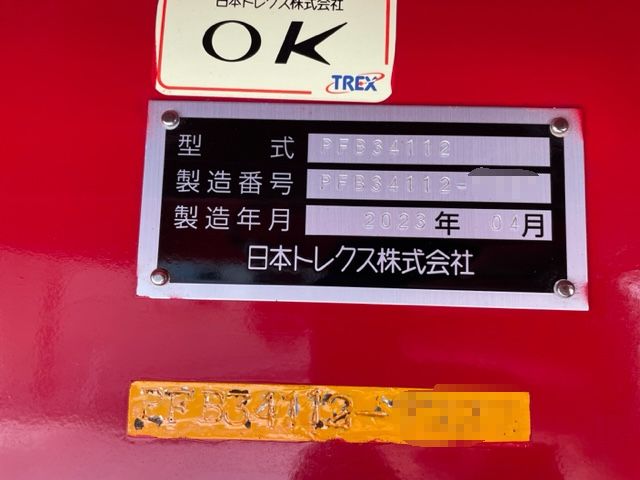 日本トレクス株式会社
OK
TREX
型式 PFB34112
製造番号 PFB34112-
製造年月 2023年 04月
日本トレクス株式会社
PFB34112-